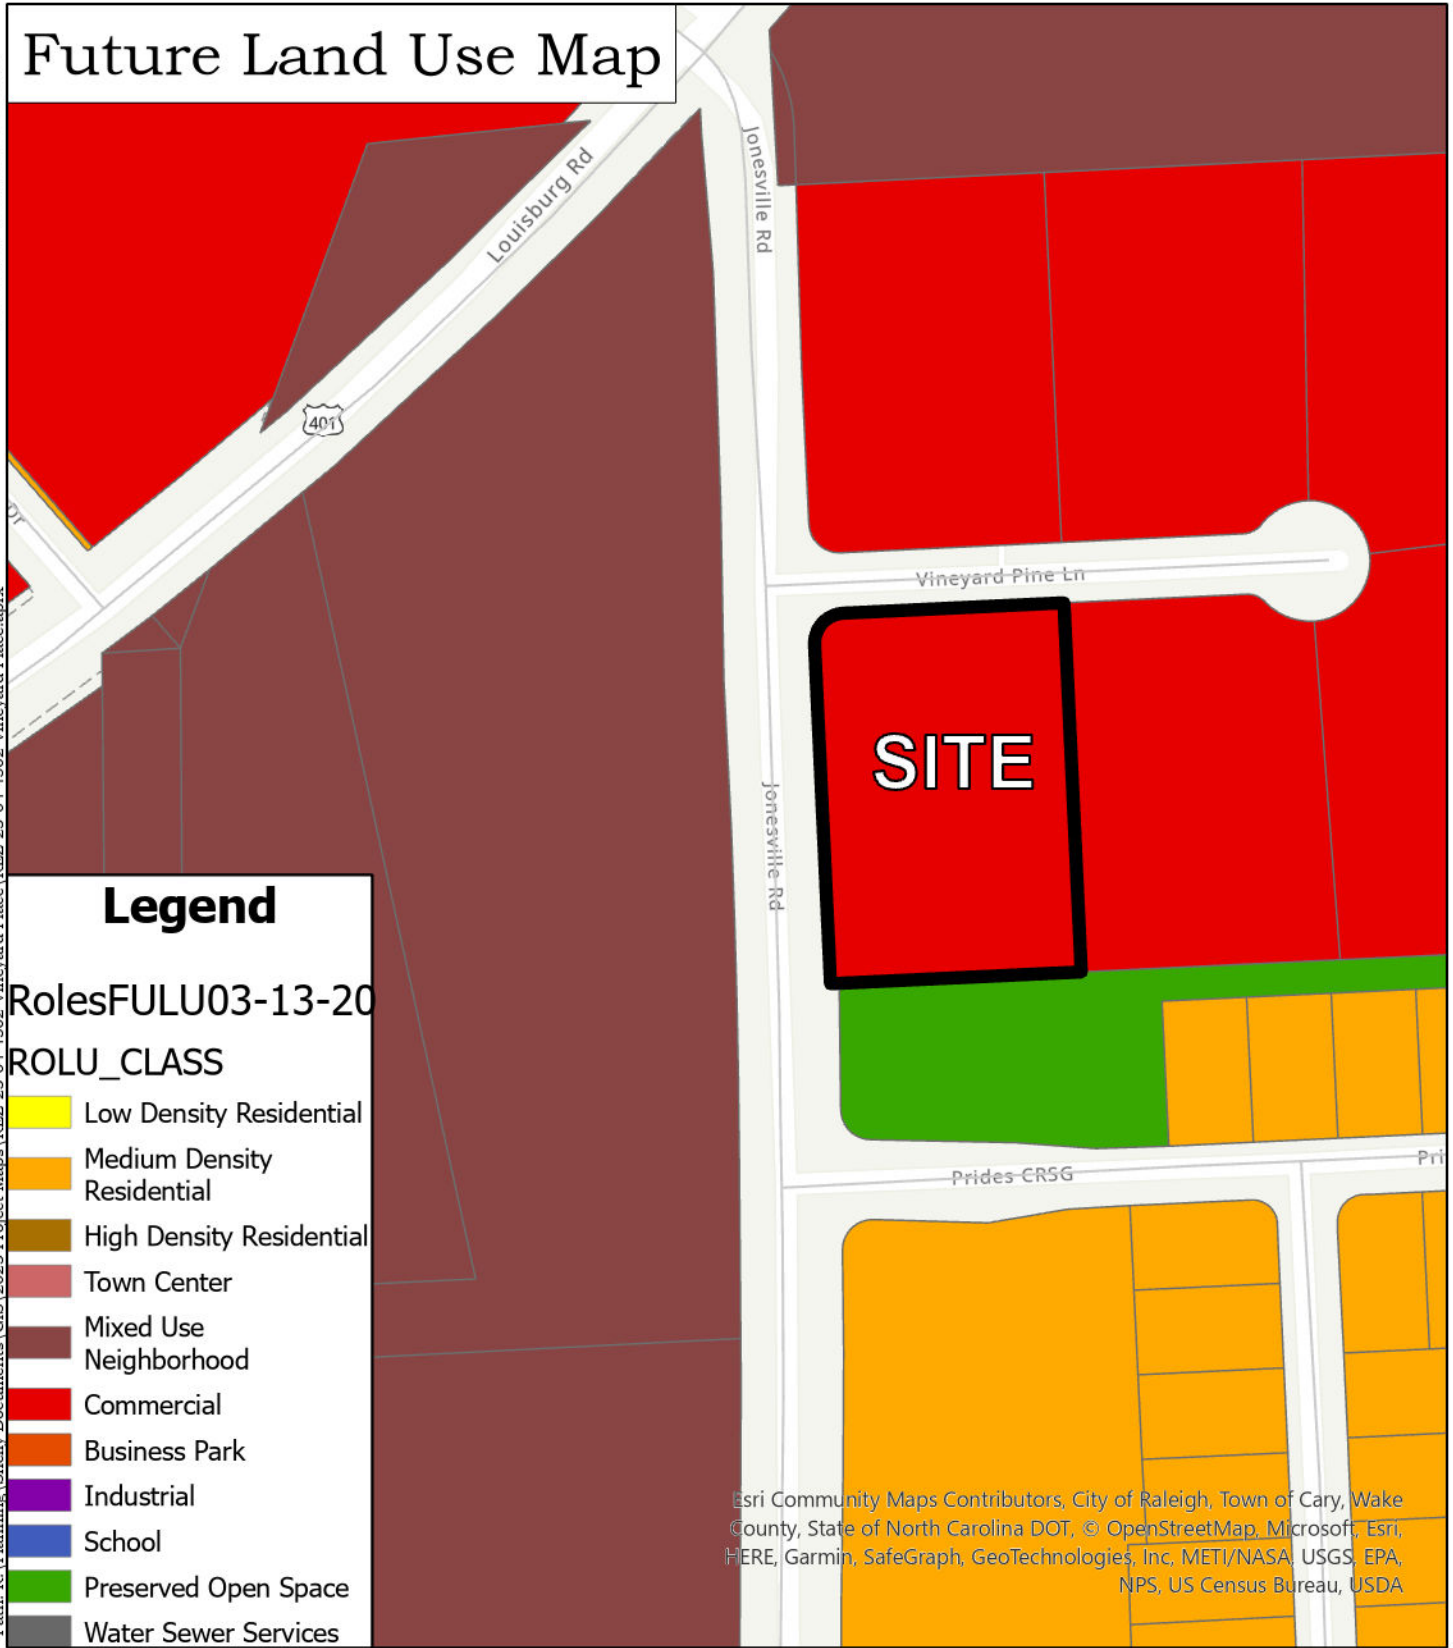 Future Land Use Map
Jonesville Rd
Louisburg Rd
401
Dr
Vineyard Pine Ln
SITE
Jonesville Rd
Legend
RolesFULU03-13-20
ROLU_CLASS
Low Density Residential
Medium Density
Residential
High Density Residential
Town Center
Mixed Use
Neighborhood
Commercial
Business Park
Industrial
School
Preserved Open Space
Water Sewer Services
Prides CRSG
Pri
Esri Community Maps Contributors, City of Raleigh, Town of Cary, Wake
County, State of North Carolina DOT, © OpenStreetMap, Microsoft, Esri,
HERE, Garmin, SafeGraph, GeoTechnologies, Inc, METI/NASA, USGS, EPA,
NPS, US Census Bureau, USDA